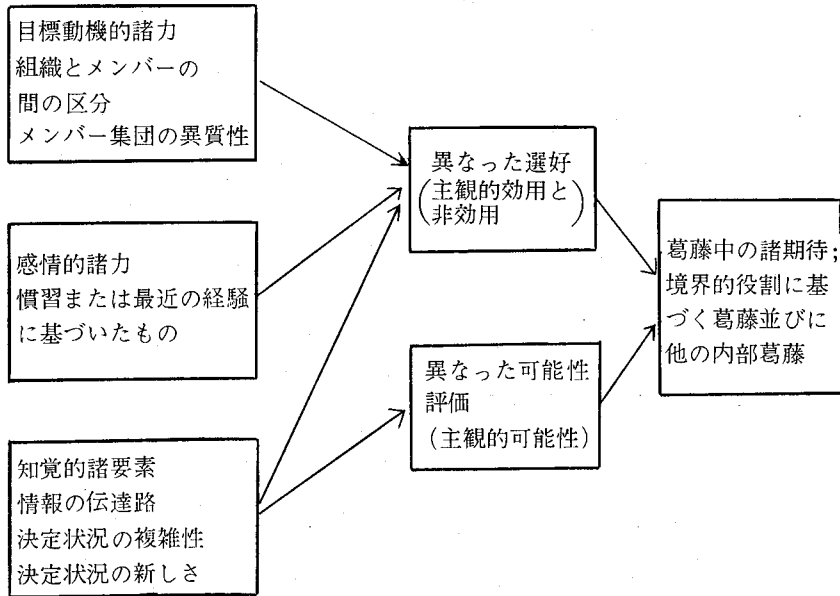 目標動機的諸力
組織とメンバーの
間の区分
メンバー集団の異質性
感情的諸力
慣習または最近の経験
に基づいたもの
知覚的諸要素
情報の伝達路
決定状況の複雑性
決定状況の新しさ
異なった選好
(主観的効用と
非効用)
異なった可能性
評価
(主観的可能性)
葛藤中の諸期待;
境界的役割に基
づく葛藤並びに
他の内部葛藤